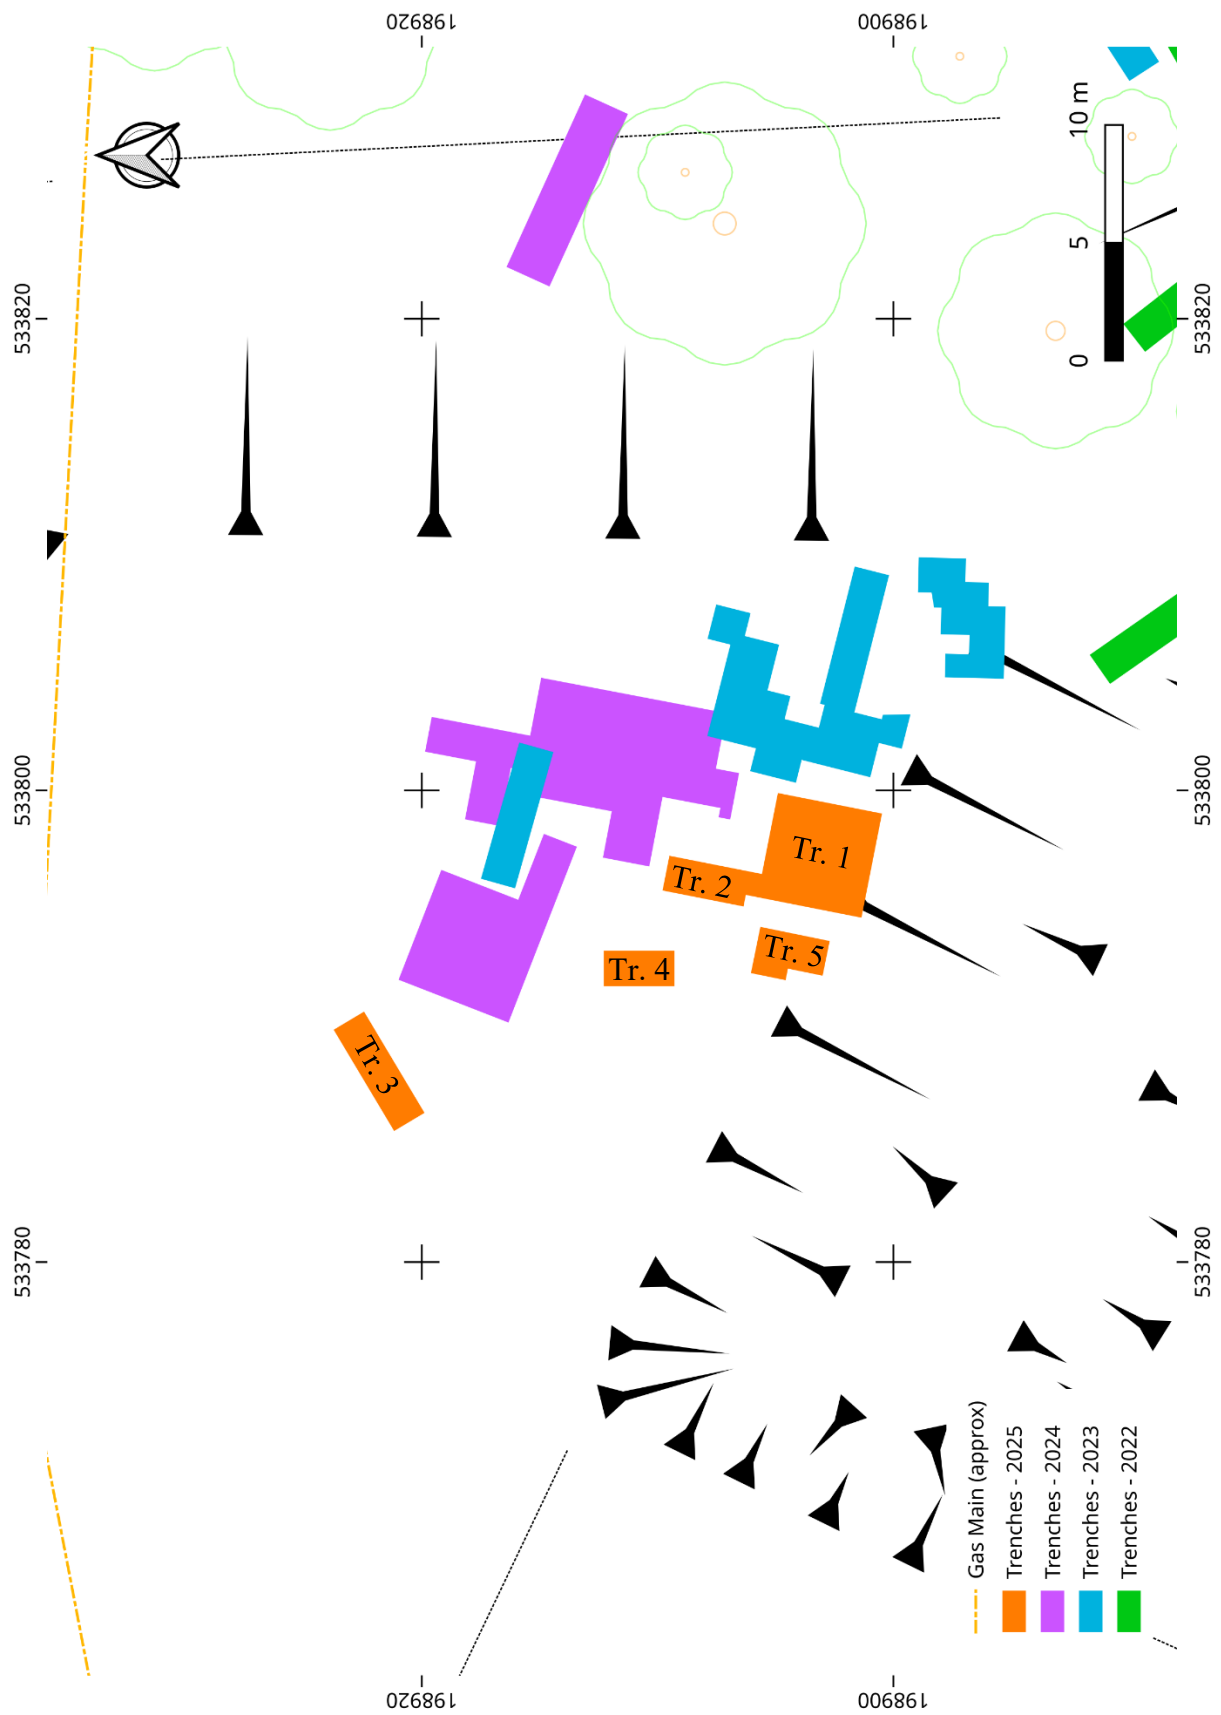 198920
198900
533820
533820
10 m
5
0
533800
533800
Tr. 1
Tr. 2
Tr. 5
Tr. 4
Tr. 3
533780
533780
Gas Main (approx)
Trenches - 2025
Trenches - 2024
Trenches - 2023
Trenches - 2022
198920
198900